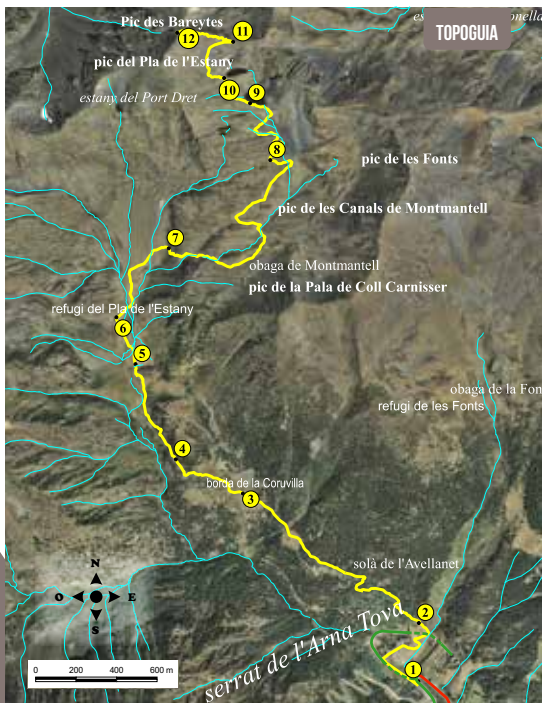 TOPOGUIA
Pic des Bareytes
12
11
pic del Pla de l'Estany
10
9
estany del Port Dret
8
pic de les Fonts
pic de les Canals de Montmantell
7
obaga de Montmantell
pic de la Pala de Coll Carnisser
refugi del Pla de l'Estany
6
5
obaga de la Fon
refugi de les Fonts
4
borda de la Coruvilla
3
solà de l'Avellanet
N
O E
S
2
serrat de l'Arna Tova
1
0 200 400 600 m